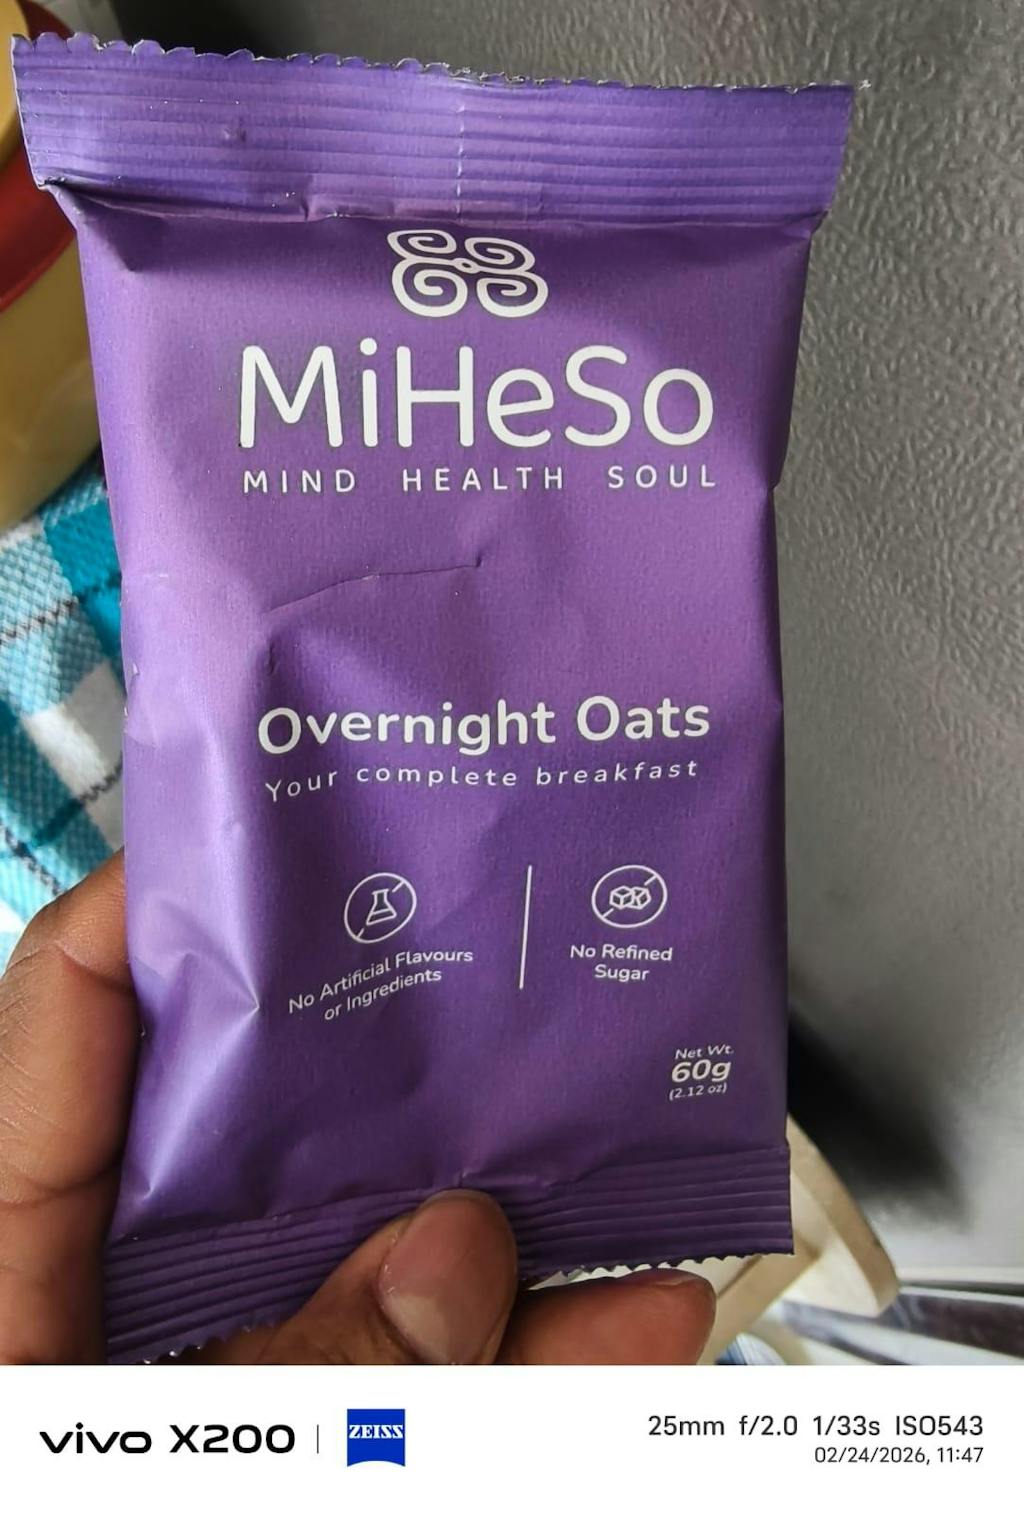 MiHeSo
MIND HEALTH SOUL
Overnight Oats
Your complete breakfast
No Artificial Flavours
or Ingredients
No Refined
Sugar
Net Wt.
60g
(2.12 oz)
vivo X200 | ZEISS
25mm f/2.0 1/33s ISO543
02/24/2026, 11:47